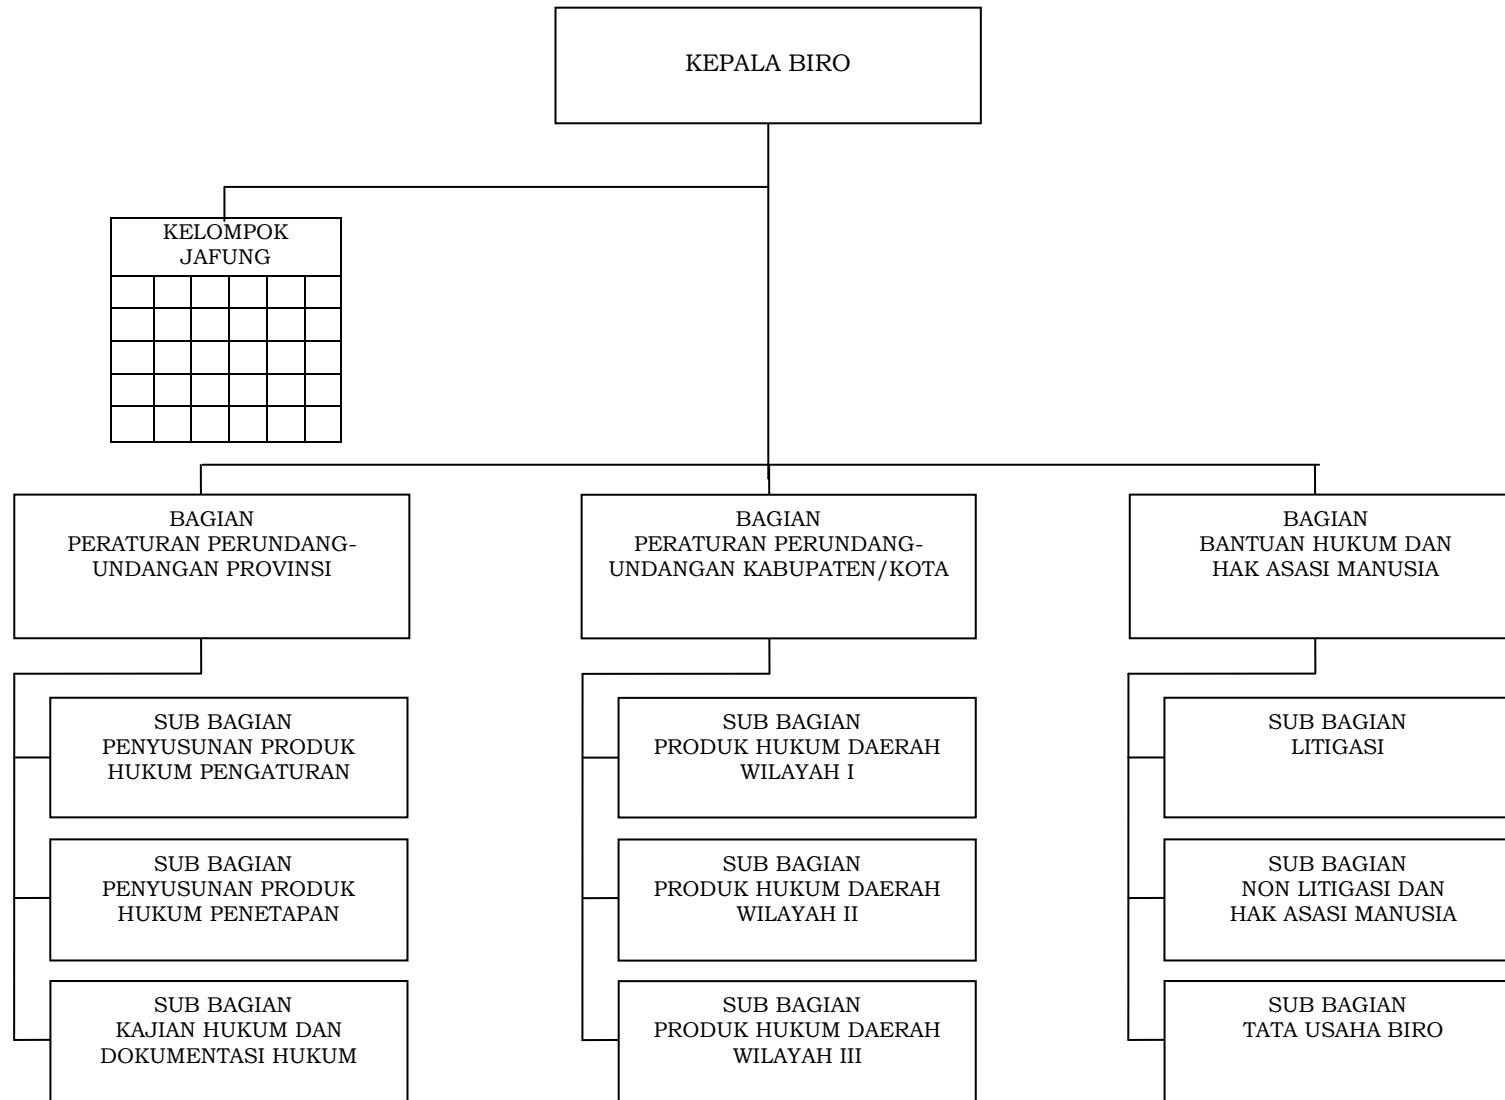 KEPALA BIRO
KELOMPOK
JAFUNG
BAGIAN
PERATURAN PERUNDANG-
UNDANGAN PROVINSI
BAGIAN
PERATURAN PERUNDANG-
UNDANGAN KABUPATEN/KOTA
BAGIAN
BANTUAN HUKUM DAN
HAK ASASI MANUSIA
SUB BAGIAN
PENYUSUNAN PRODUK
HUKUM PENGATURAN
SUB BAGIAN
PRODUK HUKUM DAERAH
WILAYAH I
SUB BAGIAN
LITIGASI
SUB BAGIAN
PENYUSUNAN PRODUK
HUKUM PENETAPAN
SUB BAGIAN
PRODUK HUKUM DAERAH
WILAYAH II
SUB BAGIAN
NON LITIGASI DAN
HAK ASASI MANUSIA
SUB BAGIAN
KAJIAN HUKUM DAN
DOKUMENTASI HUKUM
SUB BAGIAN
PRODUK HUKUM DAERAH
WILAYAH III
SUB BAGIAN
TATA USAHA BIRO